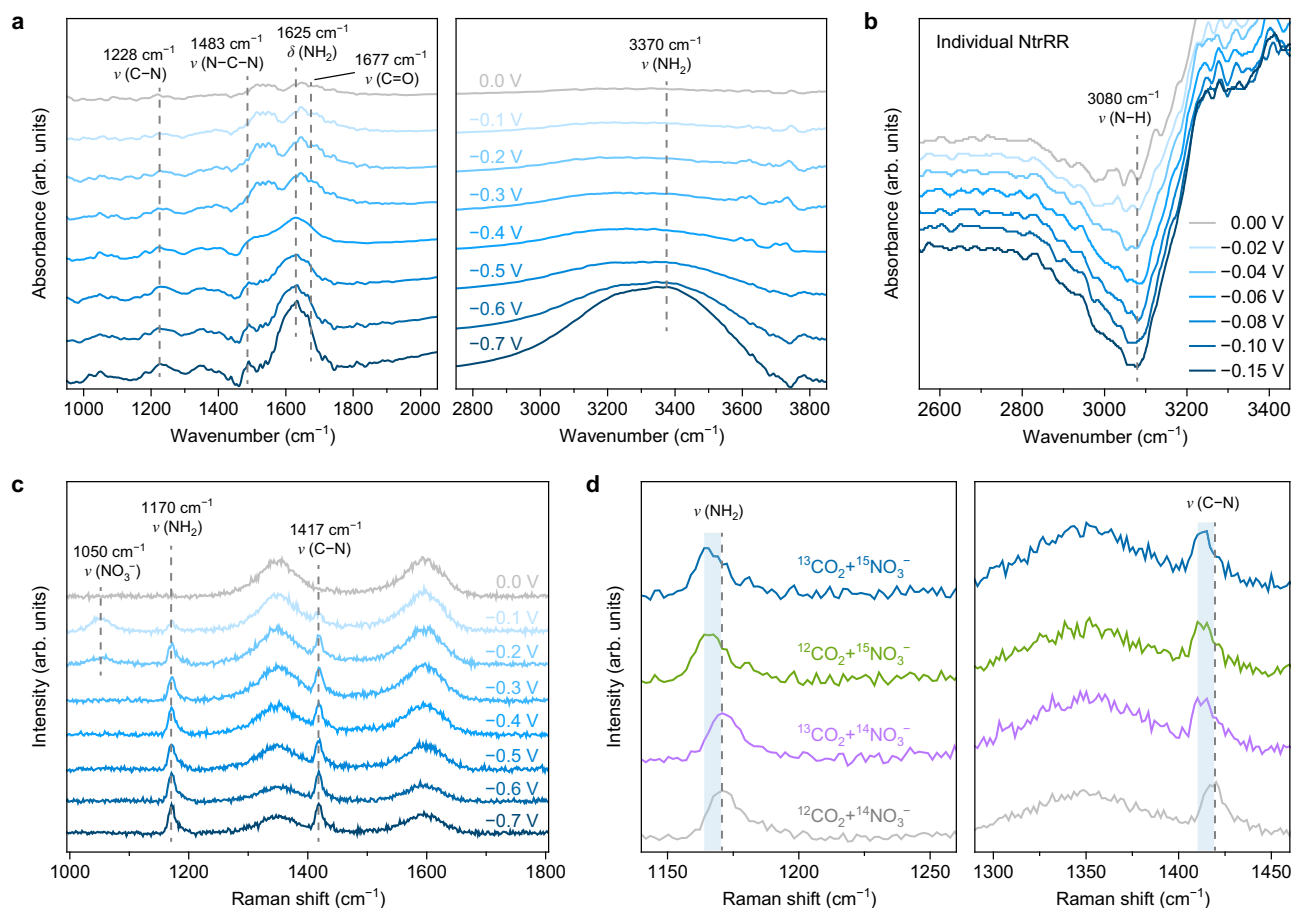 a
1228 cm⁻¹
ν (C−N)
1483 cm⁻¹
ν (N−C−N)
1625 cm⁻¹
δ (NH₂)
1677 cm⁻¹
ν (C=O)
Absorbance (arb. units)
1000 1200 1400 1600 1800 2000
Wavenumber (cm⁻¹)
3370 cm⁻¹
ν (NH₂)
0.0 V
−0.1 V
−0.2 V
−0.3 V
−0.4 V
−0.5 V
−0.6 V
−0.7 V
2800 3000 3200 3400 3600 3800
Wavenumber (cm⁻¹)
b
Individual NtrRR
3080 cm⁻¹
ν (N−H)
0.00 V
−0.02 V
−0.04 V
−0.06 V
−0.08 V
−0.10 V
−0.15 V
Absorbance (arb. units)
2600 2800 3000 3200 3400
Wavenumber (cm⁻¹)
c
1050 cm⁻¹
ν (NO₃⁻)
1170 cm⁻¹
ν (NH₂)
1417 cm⁻¹
ν (C−N)
0.0 V
−0.1 V
−0.2 V
−0.3 V
−0.4 V
−0.5 V
−0.6 V
−0.7 V
Intensity (arb. units)
1000 1200 1400 1600 1800
Raman shift (cm⁻¹)
d
ν (NH₂)
¹³CO₂+¹⁵NO₃⁻
¹²CO₂+¹⁵NO₃⁻
¹³CO₂+¹⁴NO₃⁻
¹²CO₂+¹⁴NO₃⁻
Intensity (arb. units)
1150 1200 1250
Raman shift (cm⁻¹)
ν (C−N)
1300 1350 1400 1450
Raman shift (cm⁻¹)